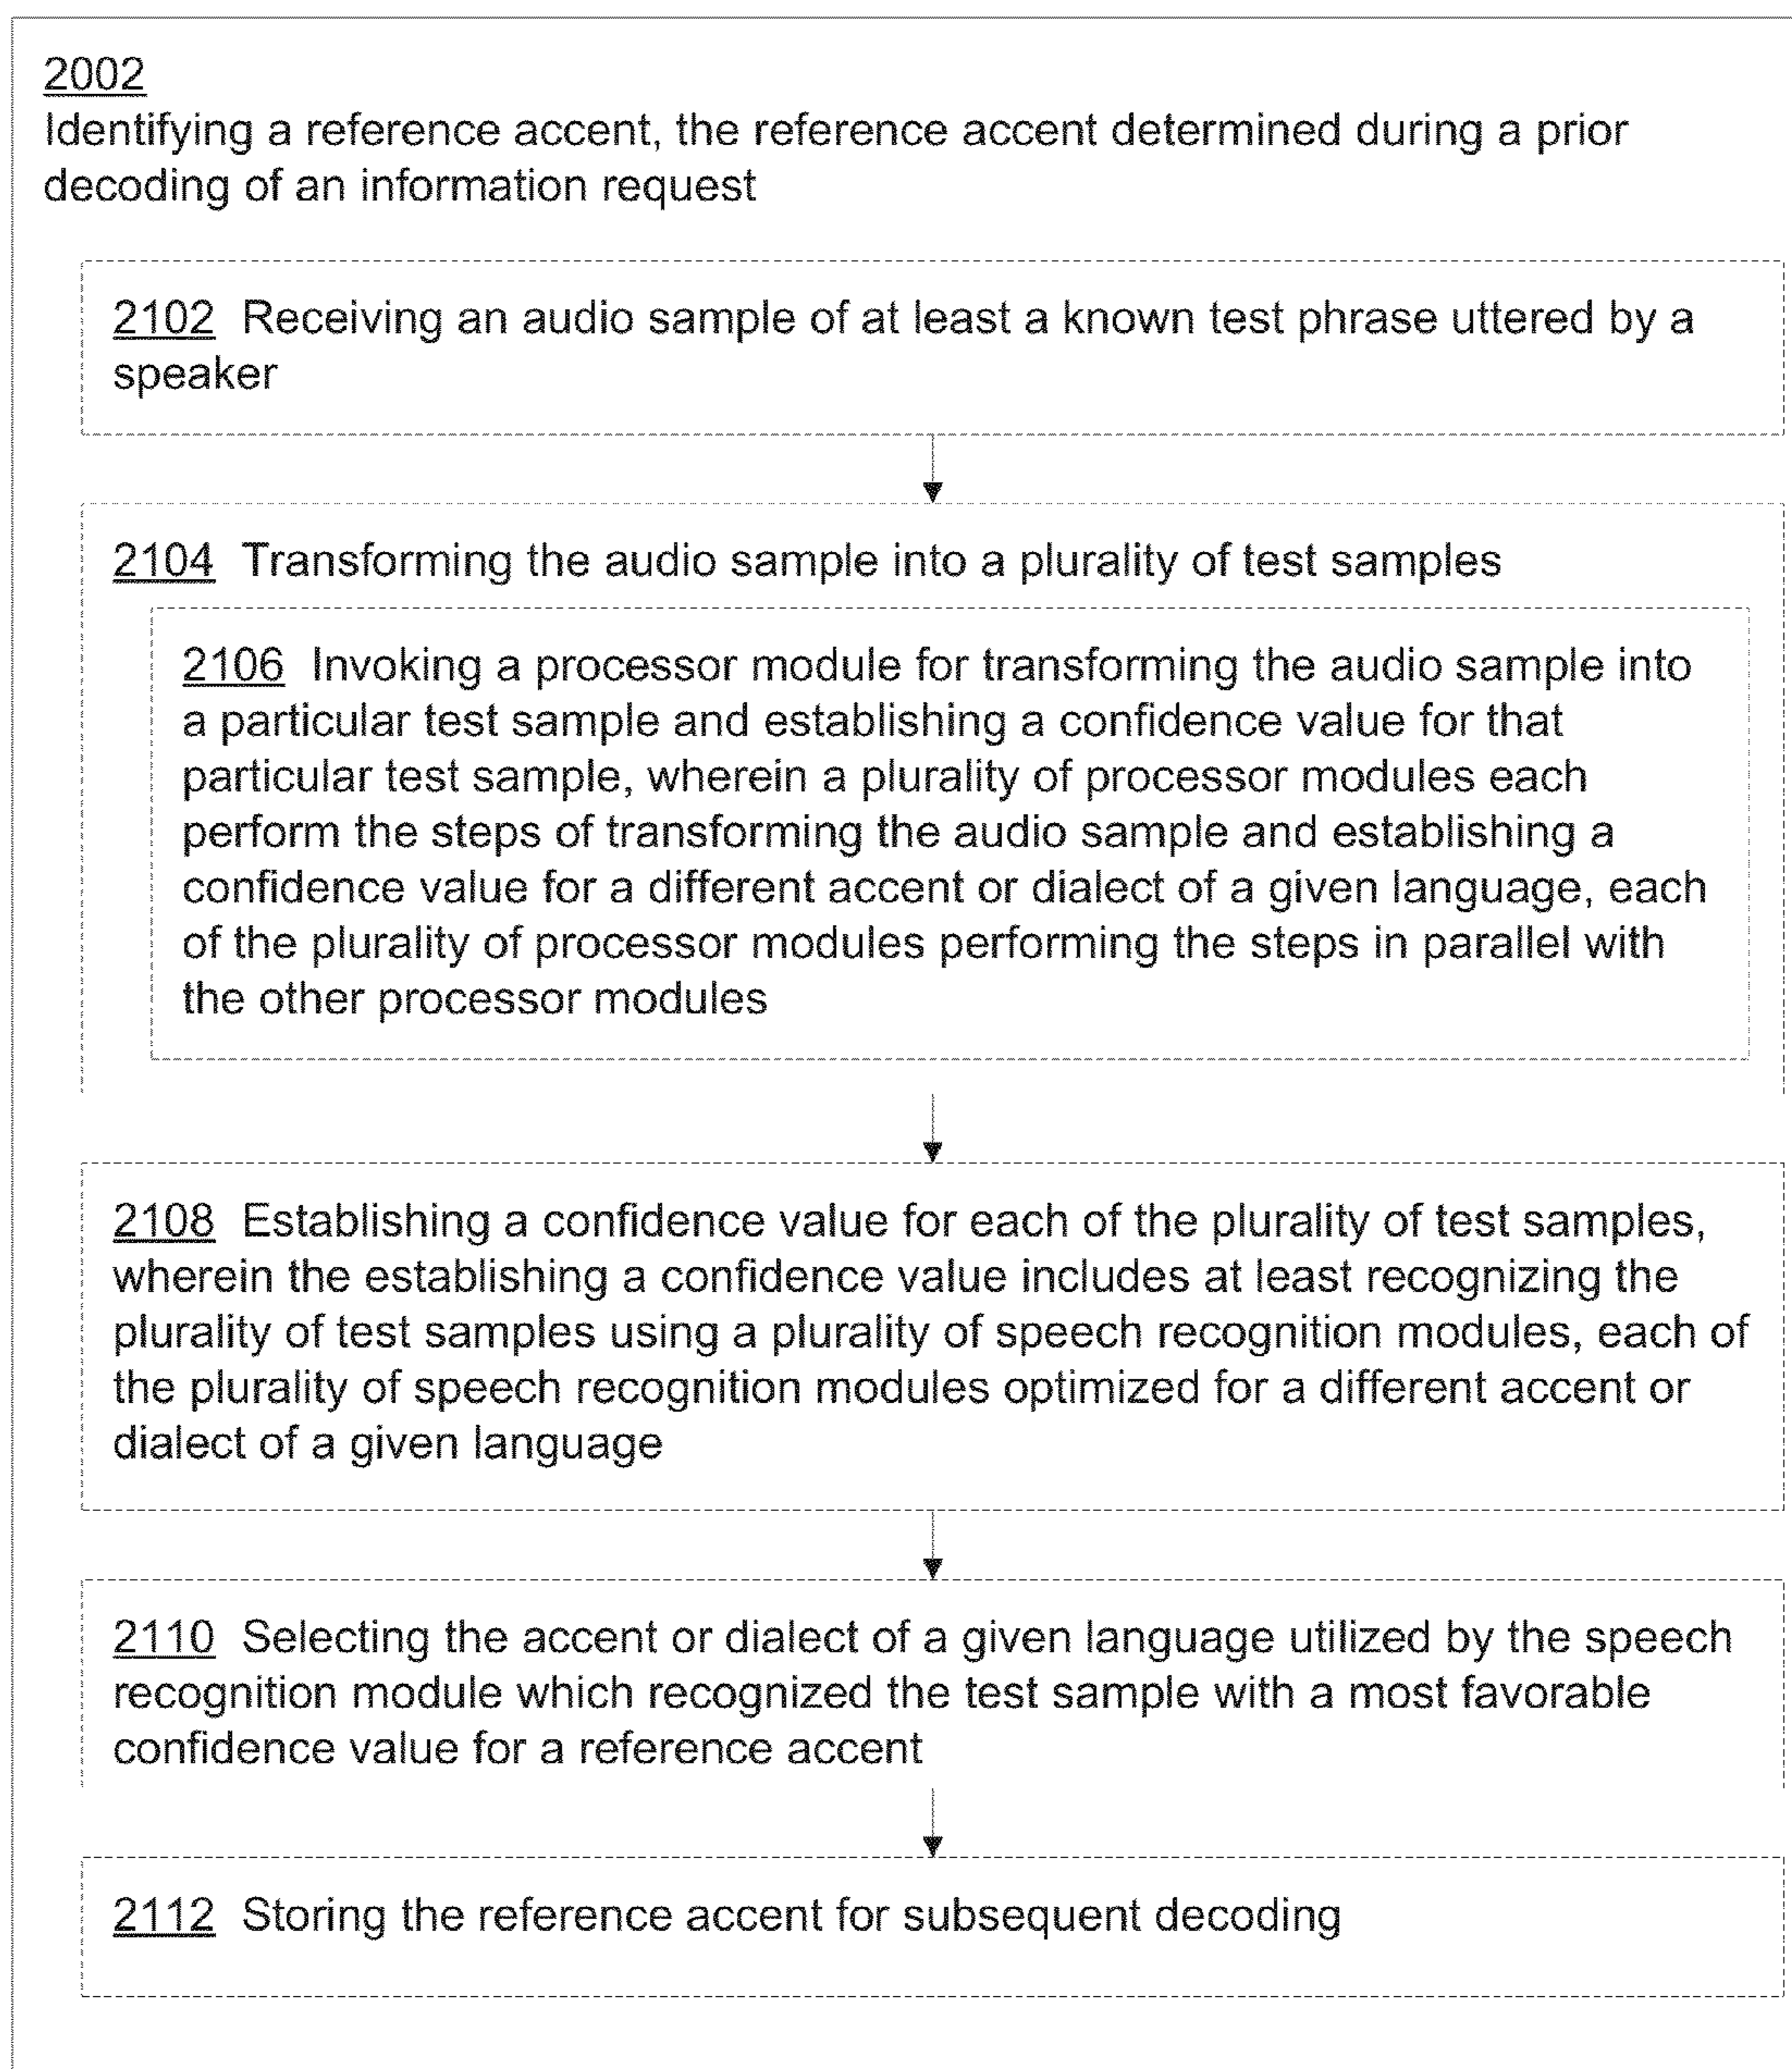 2002
Identifying a reference accent, the reference accent determined during a prior
decoding of an information request
2102 Receiving an audio sample of at least a known test phrase uttered by a
speaker
2104 Transforming the audio sample into a plurality of test samples
2106 Invoking a processor module for transforming the audio sample into
a particular test sample and establishing a confidence value for that
particular test sample, wherein a plurality of processor modules each
perform the steps of transforming the audio sample and establishing a
confidence value for a different accent or dialect of a given language, each
of the plurality of processor modules performing the steps in parallel with
the other processor modules
2108 Establishing a confidence value for each of the plurality of test samples,
wherein the establishing a confidence value includes at least recognizing the
plurality of test samples using a plurality of speech recognition modules, each of
the plurality of speech recognition modules optimized for a different accent or
dialect of a given language
2110 Selecting the accent or dialect of a given language utilized by the speech
recognition module which recognized the test sample with a most favorable
confidence value for a reference accent
2112 Storing the reference accent for subsequent decoding